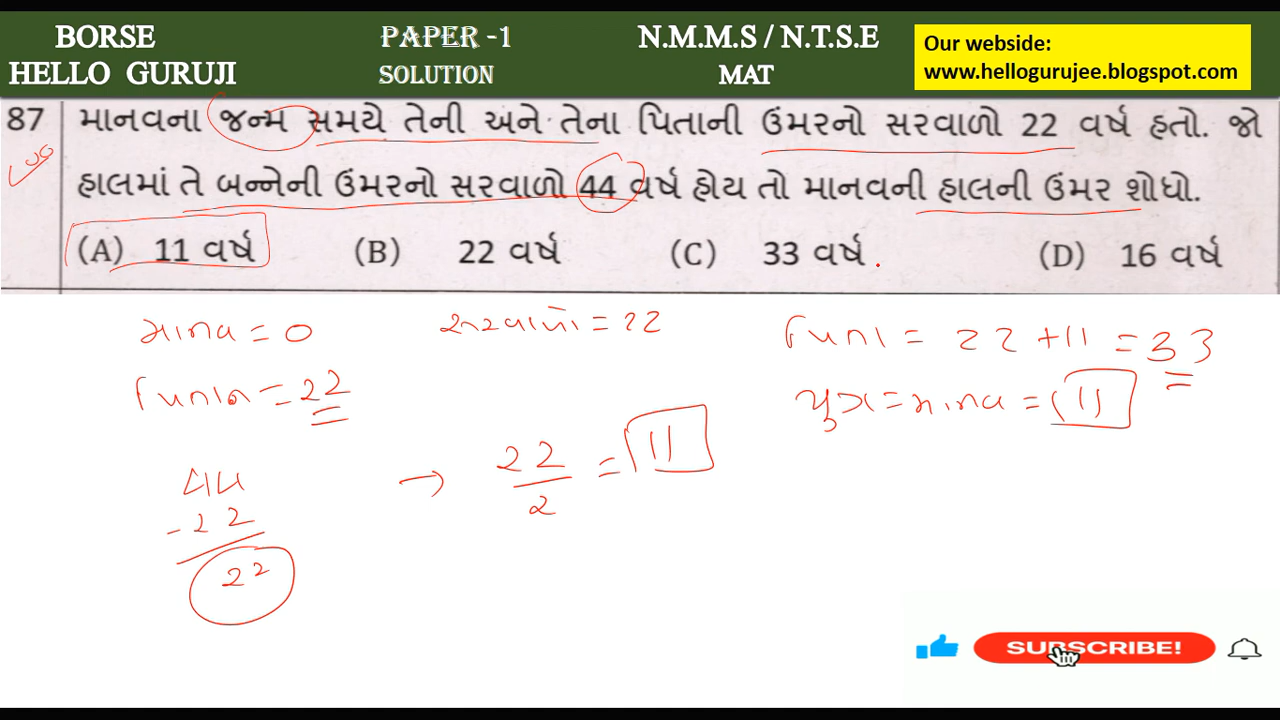 BORSE PAPER -1 N.M.M.S / N.T.S.E Our webside:
HELLO GURUJI SOLUTION MAT www.hellogurujee.blogspot.com
87 માનવના જન્મ સમયે તેની અને તેના પિતાની ઉંમરનો સરવાળો 22 વર્ષ હતો. જો
હાલમાં તે બન્નેની ઉંમરનો સરવાળો 44 વર્ષ હોય તો માનવની હાલની ઉંમર શોધો.
(A) 11 વર્ષ (B) 22 વર્ષ (C) 33 વર્ષ . (D) 16 વર્ષ
માનવ = 0 સરવાળો = 22 પિતા = 22 + 11 = 33
= 22 પુત્ર = માનવ = 11
44 → 22/2 = 11
- 22
22
SUBSCRIBE!